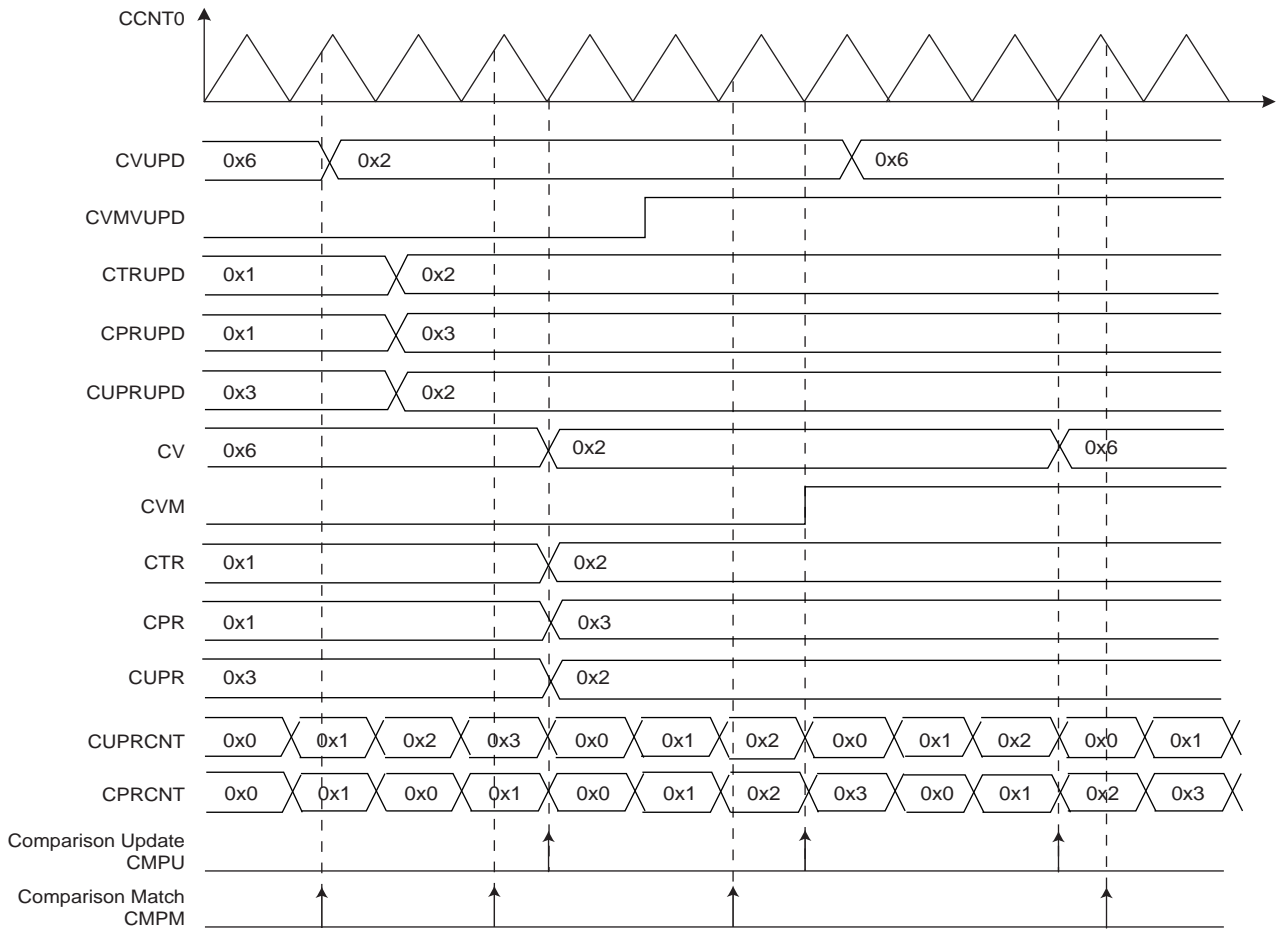 CCNT0
CVUPD 0x6 0x2 0x6
CVMVUPD
CTRUPD 0x1 0x2
CPRUPD 0x1 0x3
CUPRUPD 0x3 0x2
CV 0x6 0x2 0x6
CVM
CTR 0x1 0x2
CPR 0x1 0x3
CUPR 0x3 0x2
CUPRCNT 0x0 0x1 0x2 0x3 0x0 0x1 0x2 0x0 0x1 0x2 0x0 0x1
CPRCNT 0x0 0x1 0x0 0x1 0x0 0x1 0x2 0x3 0x0 0x1 0x2 0x3
Comparison Update
CMPU
Comparison Match
CMPM